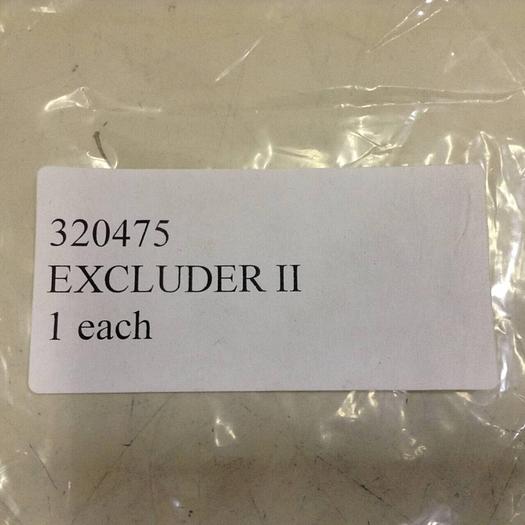 320475
EXCLUDER II
1 each